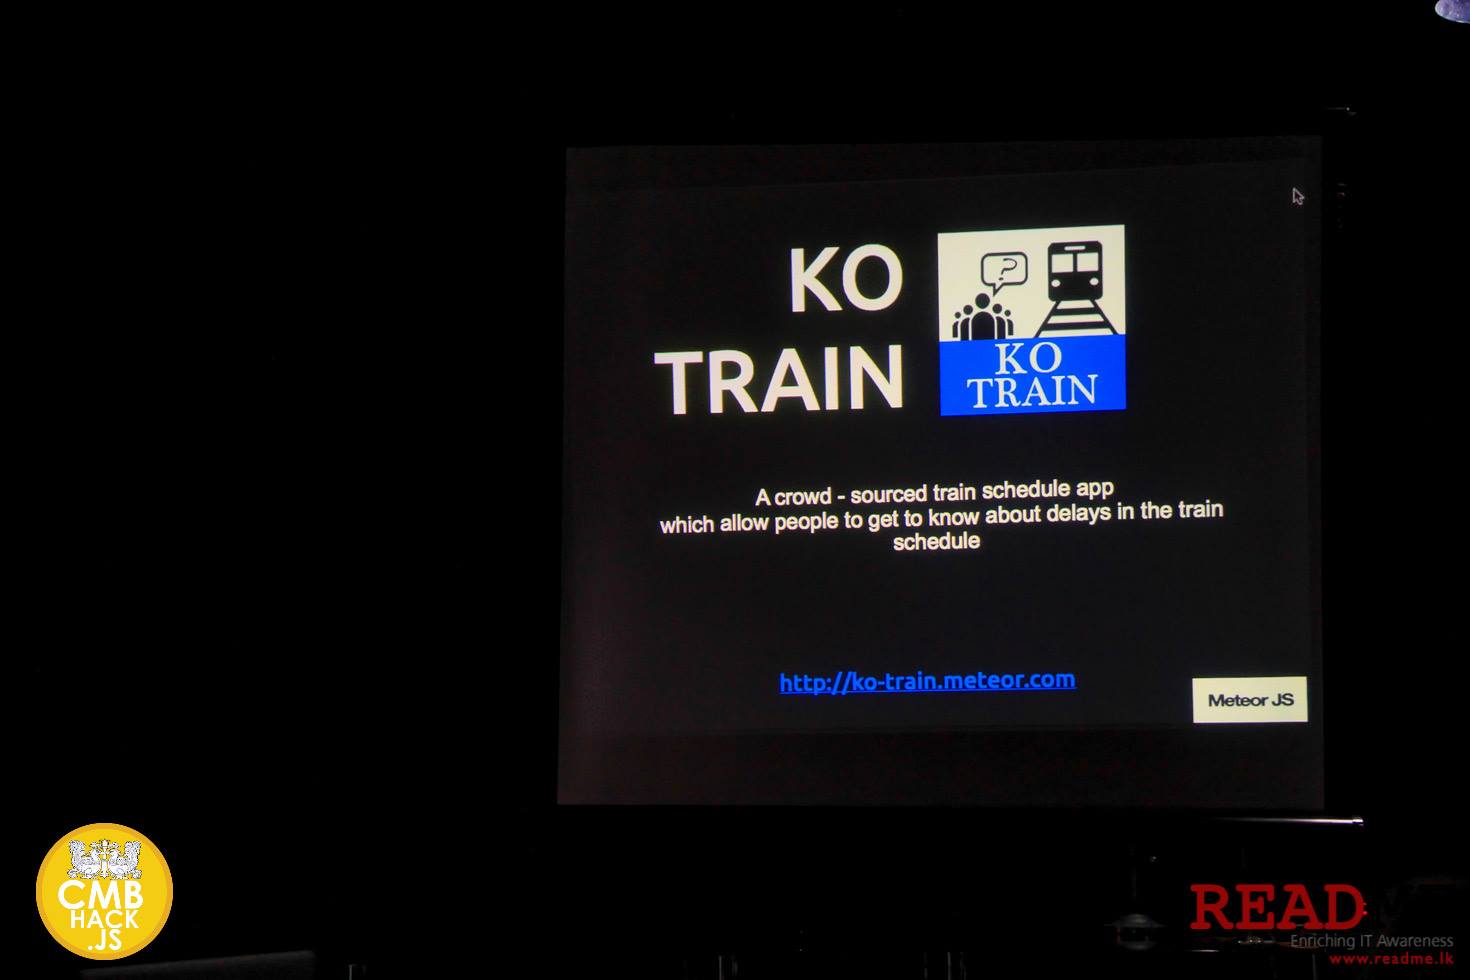 KO
TRAIN
?
KO
TRAIN
A crowd - sourced train schedule app
which allow people to get to know about delays in the train
schedule
http://ko-train.meteor.com
Meteor JS
CMB
HACK
.JS
READ
Enriching IT Awareness
www.readme.lk